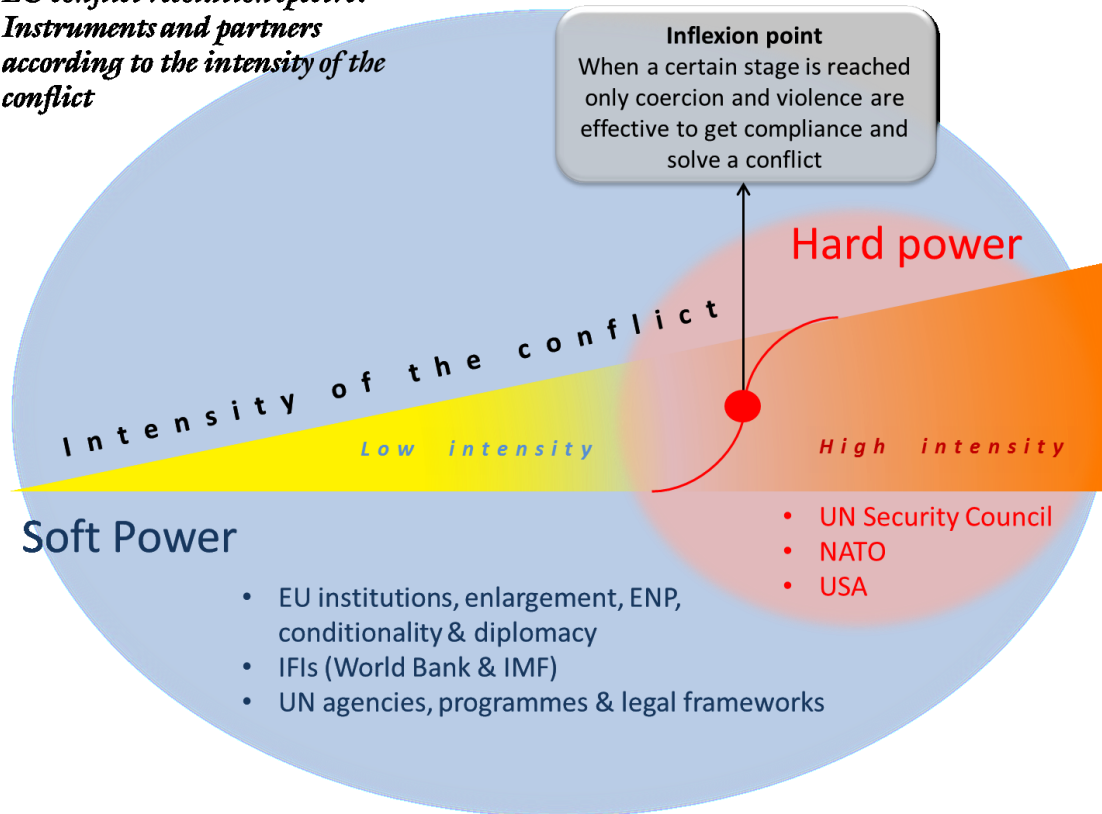 Instruments and partners
according to the intensity of the
conflict
Inflexion point
When a certain stage is reached
only coercion and violence are
effective to get compliance and
solve a conflict
Hard power
Intensity of the conflict
Low intensity
High intensity
Soft Power
• UN Security Council
• NATO
• USA
• EU institutions, enlargement, ENP,
conditionality & diplomacy
• IFIs (World Bank & IMF)
• UN agencies, programmes & legal frameworks